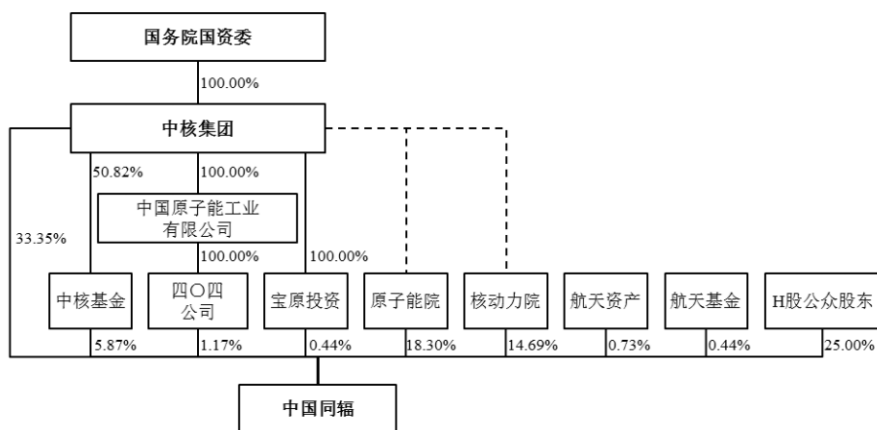 国务院国资委
100.00%
中核集团
50.82%
100.00%
中国原子能工业
有限公司
33.35%
100.00%
100.00%
中核基金
四〇四
公司
宝原投资
原子能院
核动力院
航天资产
航天基金
H股公众股东
5.87%
1.17%
0.44%
18.30%
14.69%
0.73%
0.44%
25.00%
中国同辐